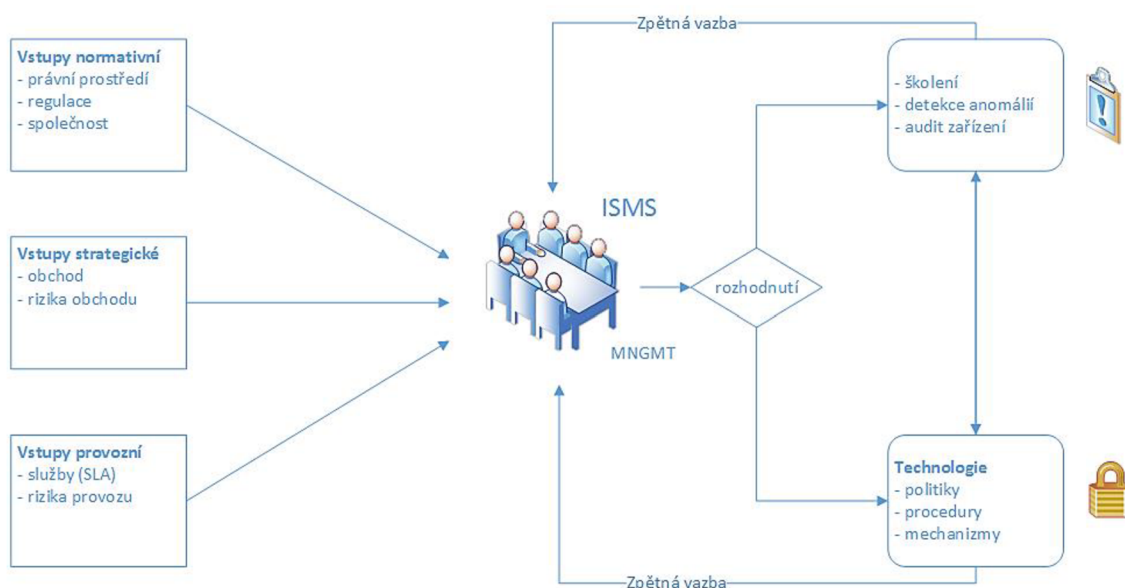 Zpětná vazba
Vstupy normativní
- právní prostředí
- regulace
- společnost
- školení
- detekce anomálií
- audit zařízení
ISMS
Vstupy strategické
- obchod
- rizika obchodu
rozhodnutí
MNGMT
Vstupy provozní
- služby (SLA)
- rizika provozu
Technologie
- politiky
- procedury
- mechanizmy
Zpětná vazba